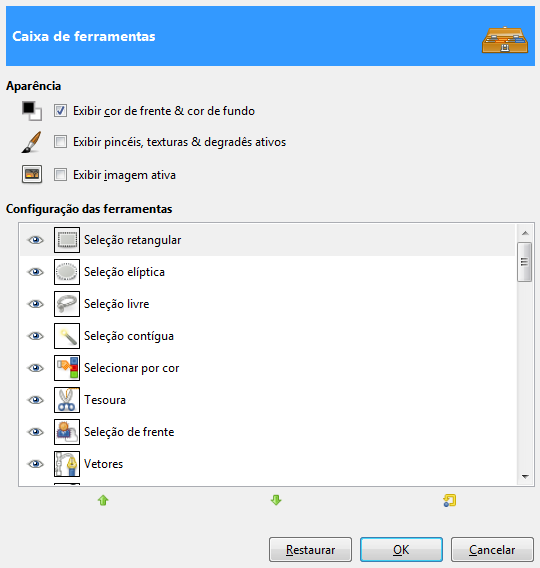 Caixa de ferramentas
Aparência
Exibir cor de frente & cor de fundo
Exibir pincéis, texturas & degradês ativos
Exibir imagem ativa
Configuração das ferramentas
Seleção retangular
Seleção elíptica
Seleção livre
Seleção contígua
Selecionar por cor
Tesoura
Seleção de frente
Vetores
Restaurar
OK
Cancelar